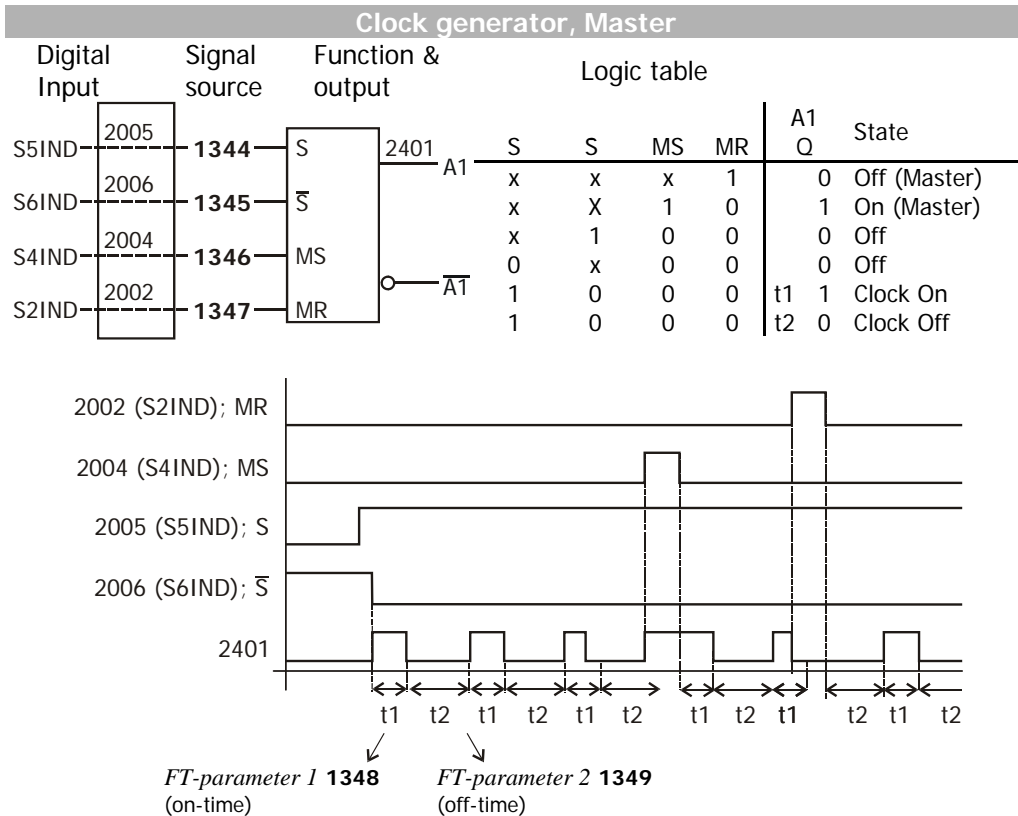 Clock generator, Master
Digital Input
Signal source
Function & output
Logic table
S5IND 2005 1344 S 2401 A1
S6IND 2006 1345 S̅
S4IND 2004 1346 MS A̅1̅
S2IND 2002 1347 MR
S S MS MR A1 Q State
x x x 1 0 Off (Master)
x X 1 0 1 On (Master)
x 1 0 0 0 Off
0 x 0 0 0 Off
1 0 0 0 t1 1 Clock On
1 0 0 0 t2 0 Clock Off
2002 (S2IND); MR
2004 (S4IND); MS
2005 (S5IND); S
2006 (S6IND); S̅
2401
t1 t2 t1 t2 t1 t2 t1 t2 t1 t2 t1 t2
FT-parameter 1 1348
(on-time)
FT-parameter 2 1349
(off-time)